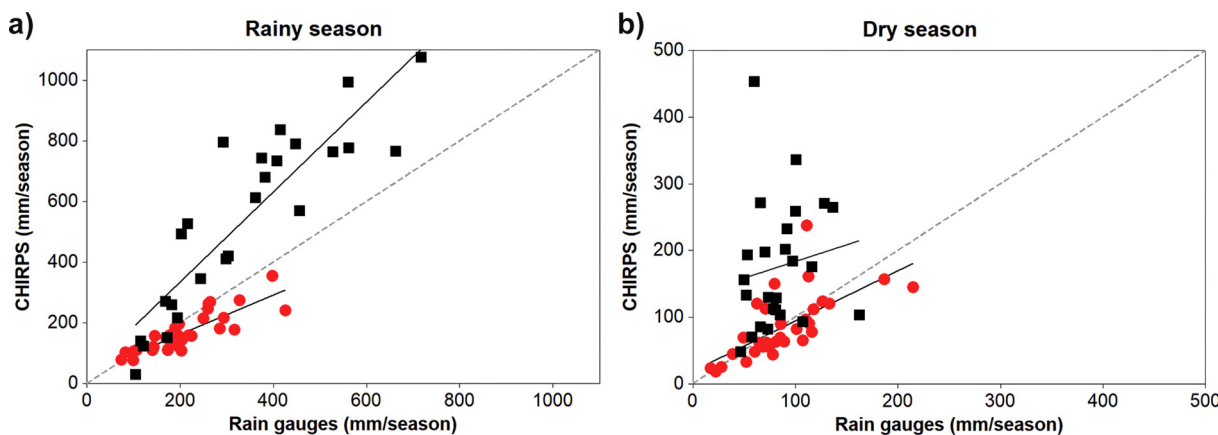 a) Rainy season
CHIRPS (mm/season)
1000
800
600
400
200
0
0 200 400 600 800 1000
Rain gauges (mm/season)
b) Dry season
CHIRPS (mm/season)
500
400
300
200
100
0
0 100 200 300 400 500
Rain gauges (mm/season)